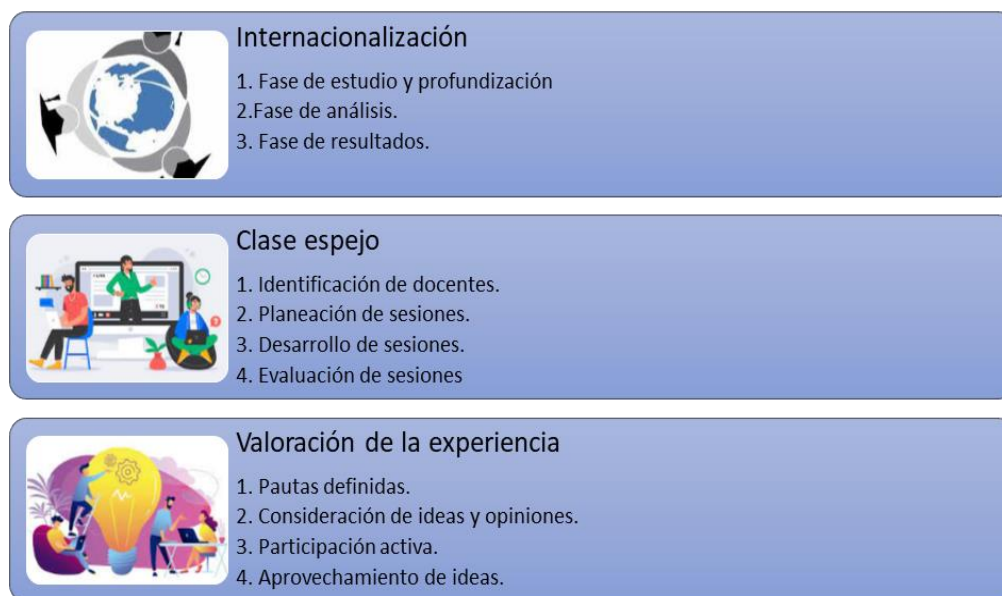 Internacionalización
1. Fase de estudio y profundización
2.Fase de análisis.
3. Fase de resultados.
Clase espejo
1. Identificación de docentes.
2. Planeación de sesiones.
3. Desarrollo de sesiones.
4. Evaluación de sesiones
Valoración de la experiencia
1. Pautas definidas.
2. Consideración de ideas y opiniones.
3. Participación activa.
4. Aprovechamiento de ideas.